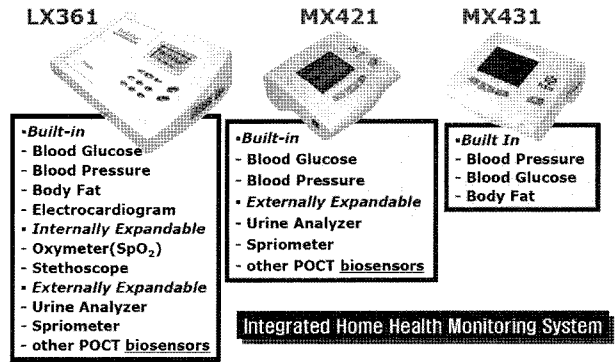 LX361
▪Built-in
- Blood Glucose
- Blood Pressure
- Body Fat
- Electrocardiogram
▪ Internally Expandable
- Oxymeter(SpO₂)
- Stethoscope
▪ Externally Expandable
- Urine Analyzer
- Spriometer
- other POCT biosensors
MX421
▪Built-in
- Blood Glucose
- Blood Pressure
▪ Externally Expandable
- Urine Analyzer
- Spriometer
- other POCT biosensors
MX431
▪Built In
- Blood Pressure
- Blood Glucose
- Body Fat
Integrated Home Health Monitoring System